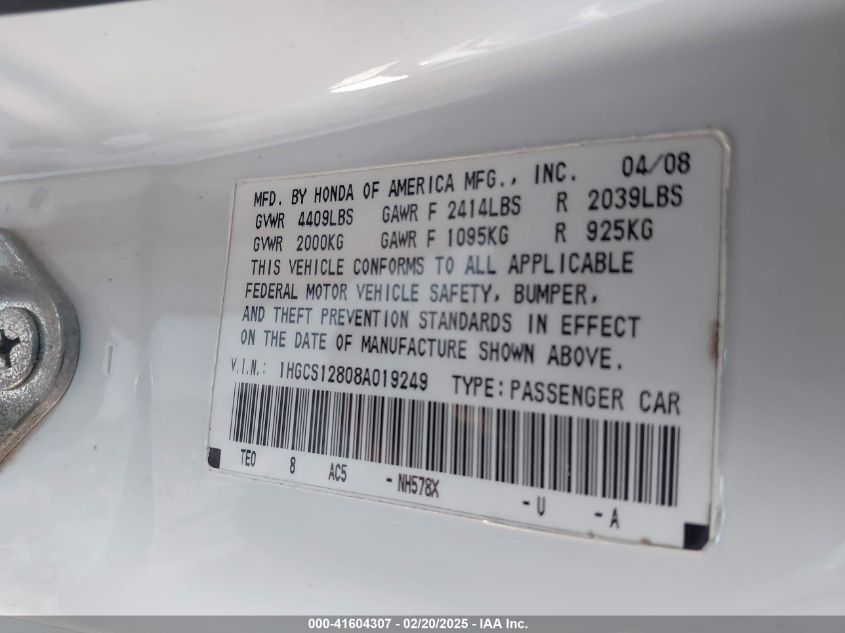 MFD. BY HONDA OF AMERICA MFG., INC. 04/08
GVWR 4409LBS GAWR F 2414LBS R 2039LBS
GVWR 2000KG GAWR F 1095KG R 925KG
THIS VEHICLE CONFORMS TO ALL APPLICABLE
FEDERAL MOTOR VEHICLE SAFETY, BUMPER,
AND THEFT PREVENTION STANDARDS IN EFFECT
ON THE DATE OF MANUFACTURE SHOWN ABOVE.
V.I.N.: 1HGCS12808A019249 TYPE:PASSENGER CAR
TE0 8 AC5 -NH578X -U -A
000-41604307 | 02/20/2025 - IAA Inc.